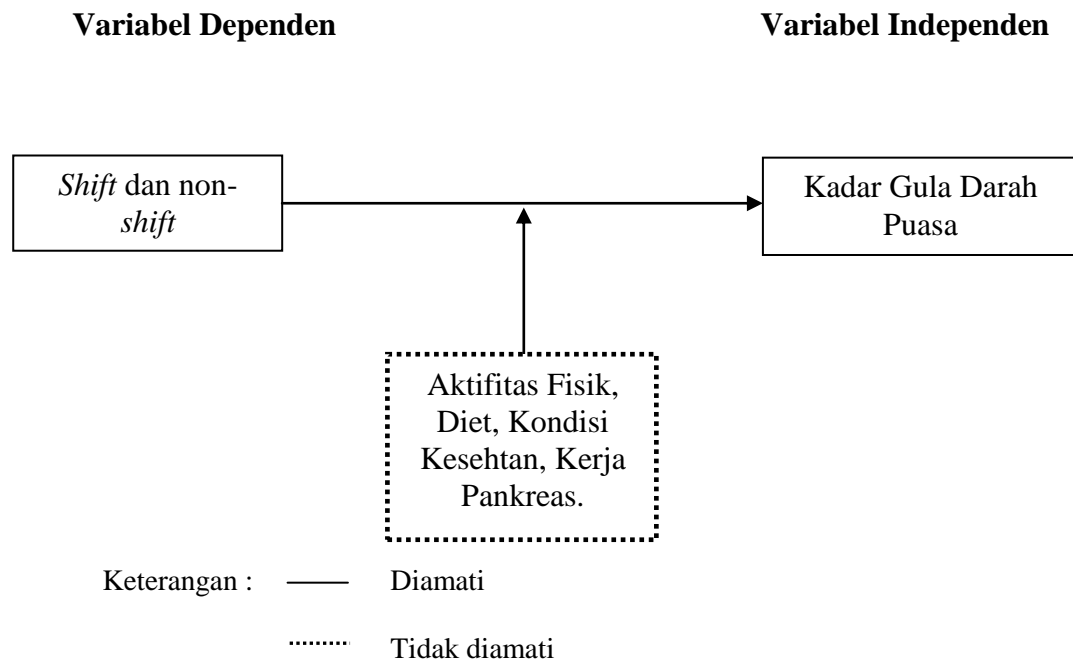 Variabel Dependen
Variabel Independen
Shift dan non-
shift
Kadar Gula Darah
Puasa
Aktifitas Fisik,
Diet, Kondisi
Kesehtan, Kerja
Pankreas.
Keterangan :
Diamati
Tidak diamati